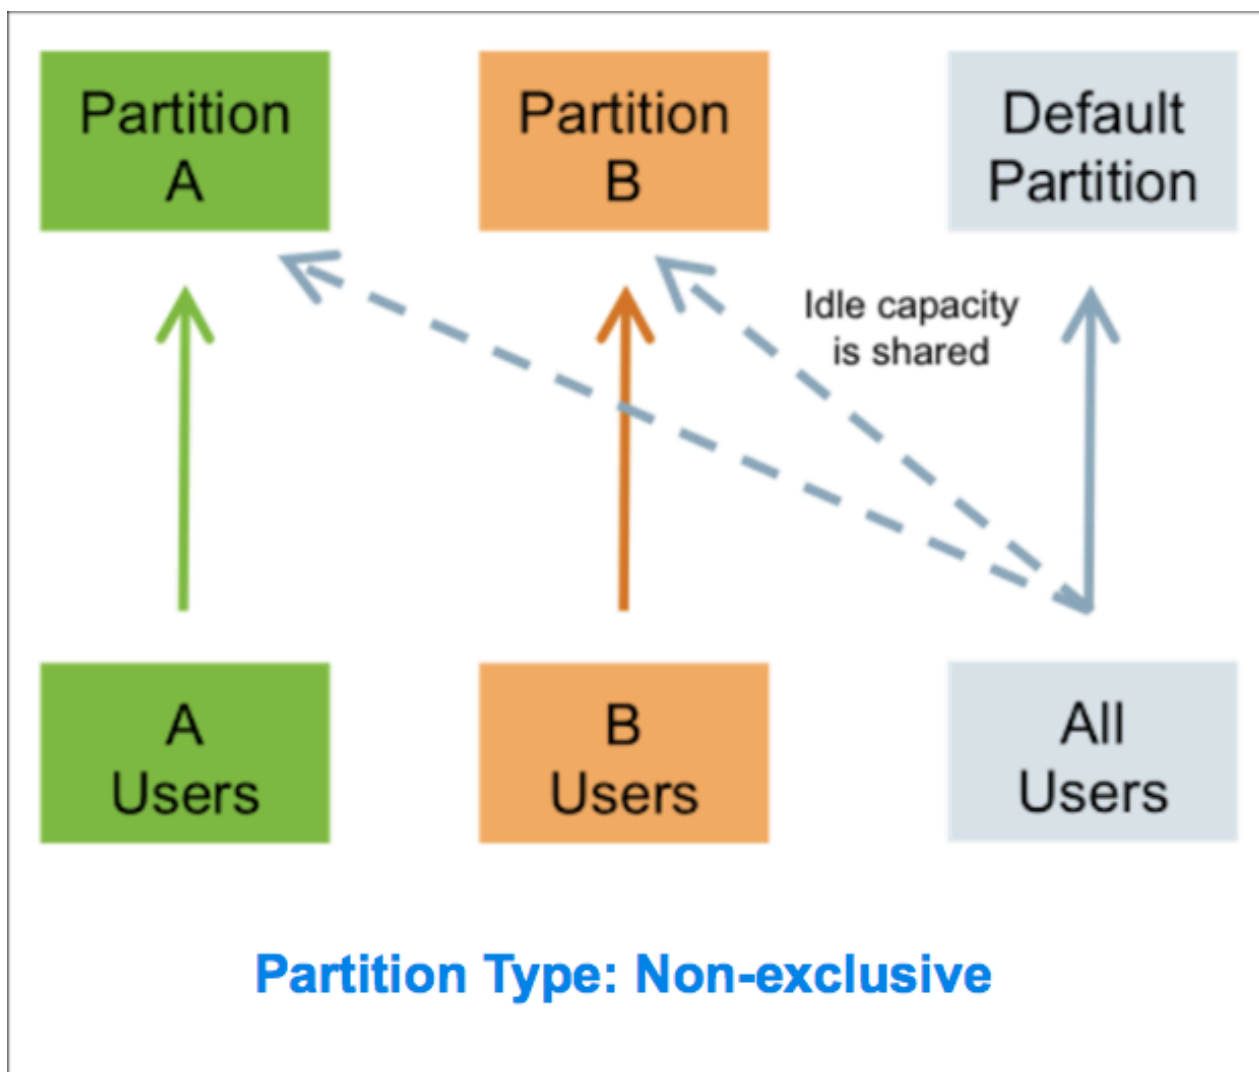 Partition
A
Partition
B
Default
Partition
Idle capacity
is shared
A
Users
B
Users
All
Users
Partition Type: Non-exclusive